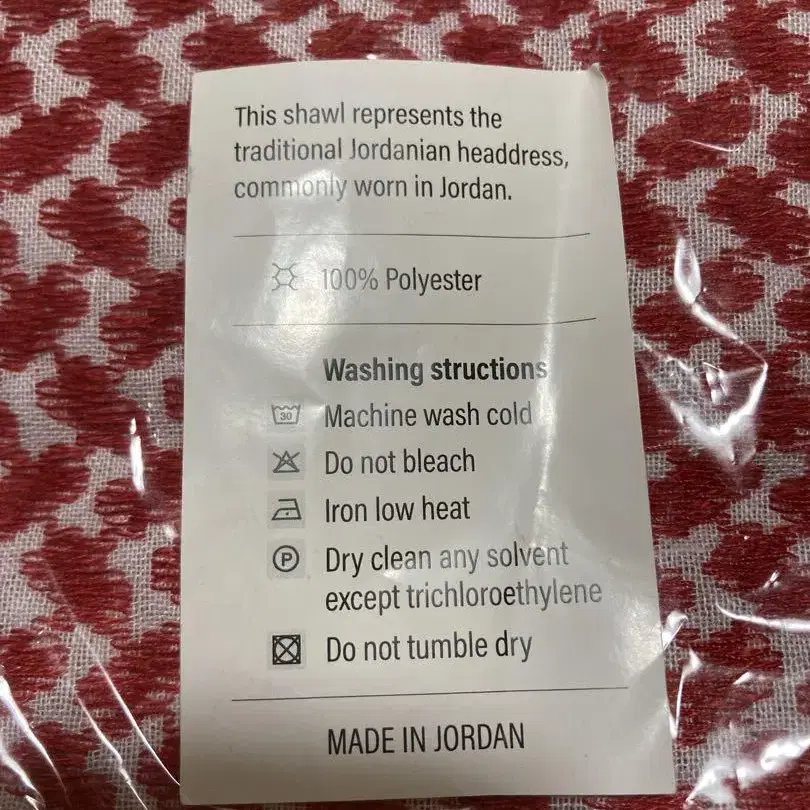 This shawl represents the
traditional Jordanian headdress,
commonly worn in Jordan.
100% Polyester
Washing structions
30
Machine wash cold
Do not bleach
Iron low heat
P
Dry clean any solvent
except trichloroethylene
Do not tumble dry
MADE IN JORDAN